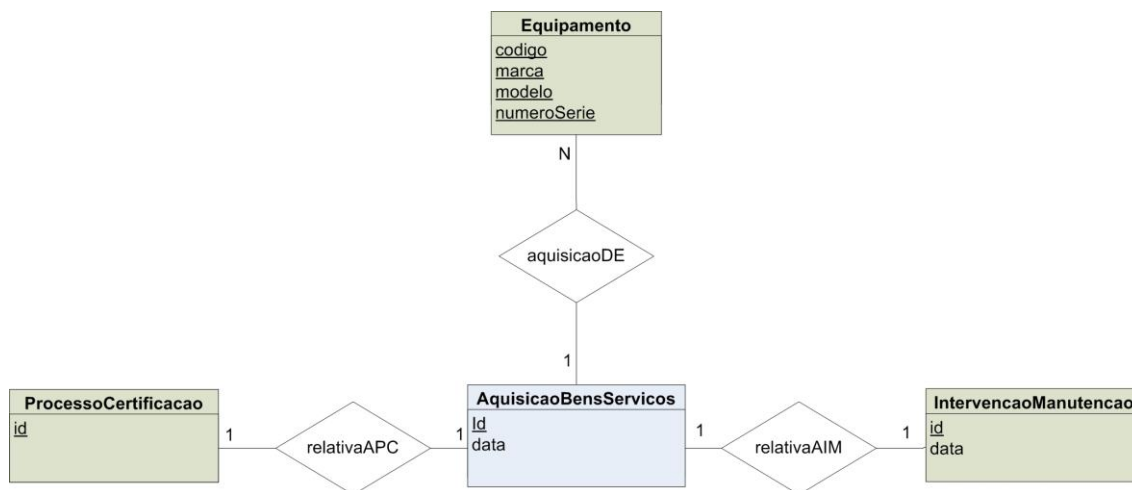 Equipamento
codigo
marca
modelo
numeroSerie
N
aquisicaoDE
1
ProcessoCertificacao
id
1
relativaAPC
1
AquisicaoBensServicos
Id
data
1
relativaAIM
1
IntervencaoManutencao
id
data